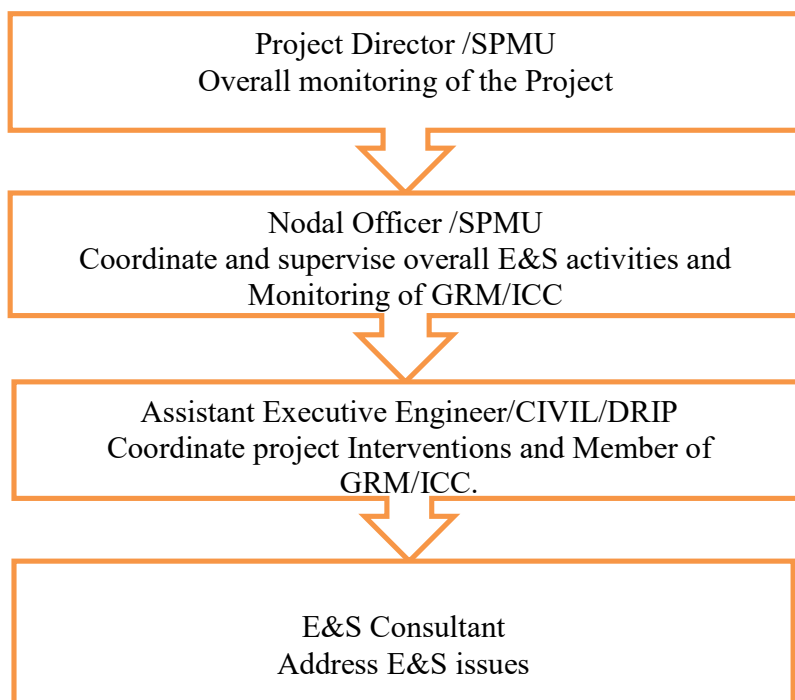 Project Director /SPMU
Overall monitoring of the Project
Nodal Officer /SPMU
Coordinate and supervise overall E&S activities and
Monitoring of GRM/ICC
Assistant Executive Engineer/CIVIL/DRIP
Coordinate project Interventions and Member of
GRM/ICC.
E&S Consultant
Address E&S issues